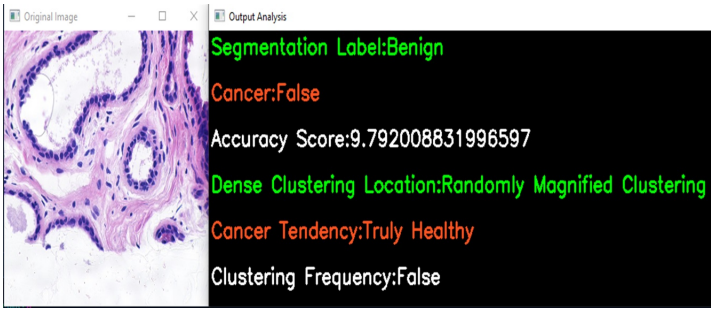 Original Image
Output Analysis
Segmentation Label:Benign
Cancer:False
Accuracy Score:9.792008831996597
Dense Clustering Location:Randomly Magnified Clustering
Cancer Tendency:Truly Healthy
Clustering Frequency:False